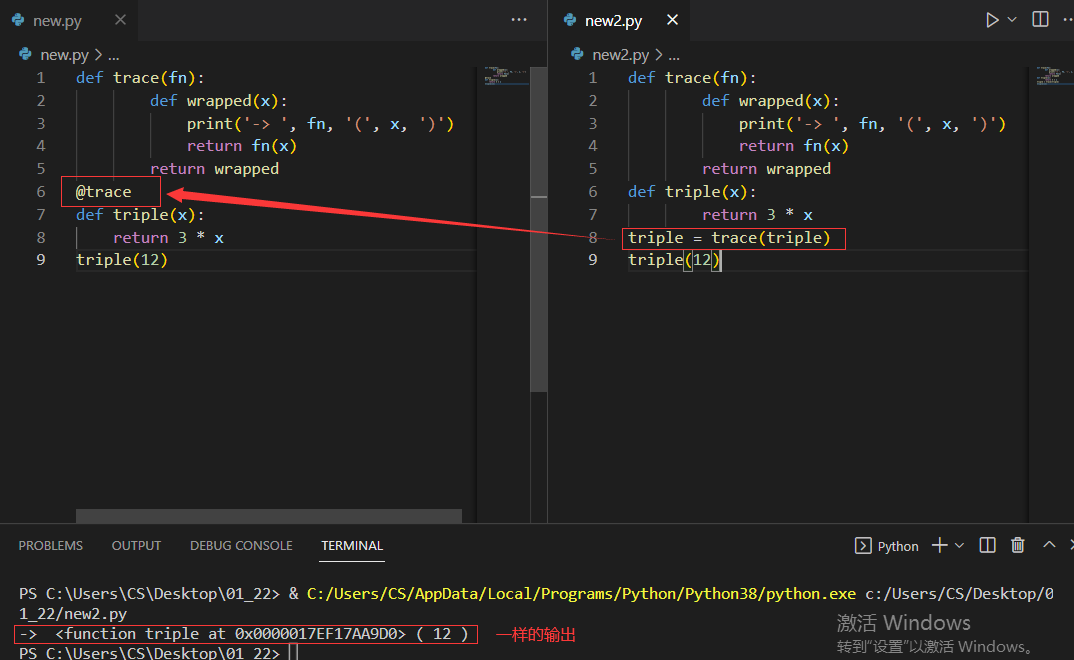 new.py
new.py > ...
1 def trace(fn):
2 def wrapped(x):
3 print('-> ', fn, '(', x, ')')
4 return fn(x)
5 return wrapped
6 @trace
7 def triple(x):
8 return 3 * x
9 triple(12)
new2.py
new2.py > ...
1 def trace(fn):
2 def wrapped(x):
3 print('-> ', fn, '(', x, ')')
4 return fn(x)
5 return wrapped
6 def triple(x):
7 return 3 * x
8 triple = trace(triple)
9 triple(12)
PROBLEMS OUTPUT DEBUG CONSOLE TERMINAL
Python
PS C:\Users\CS\Desktop\01_22> & C:/Users/CS/AppData/Local/Programs/Python/Python38/python.exe c:/Users/CS/Desktop/0
1_22/new2.py
-> <function triple at 0x0000017EF17AA9D0> ( 12 ) 一样的输出
PS C:\Users\CS\Desktop\01_22>
激活 Windows
转到“设置”以激活 Windows。